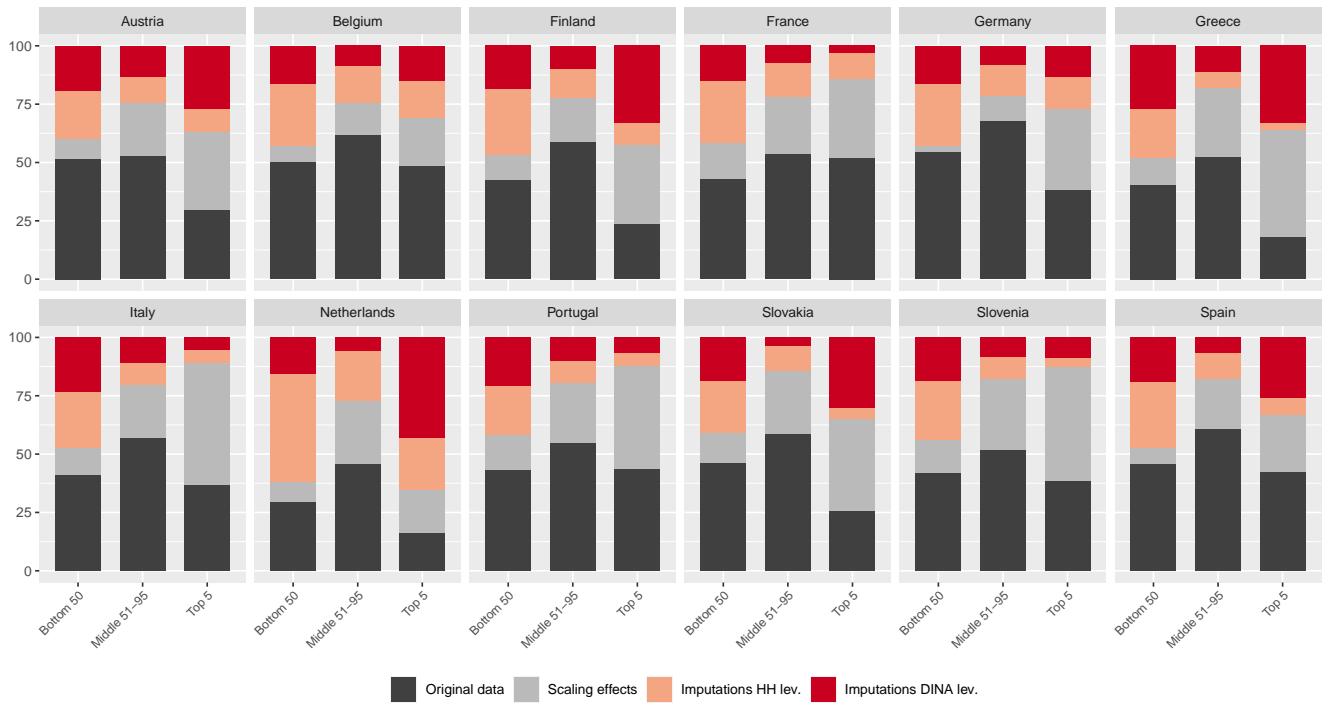 Austria Belgium Finland France Germany Greece
100
75
50
25
0
Italy Netherlands Portugal Slovakia Slovenia Spain
100
75
50
25
0
Bottom 50 Middle 51–95 Top 5 Bottom 50 Middle 51–95 Top 5 Bottom 50 Middle 51–95 Top 5 Bottom 50 Middle 51–95 Top 5 Bottom 50 Middle 51–95 Top 5 Bottom 50 Middle 51–95 Top 5
Original data Scaling effects Imputations HH lev. Imputations DINA lev.